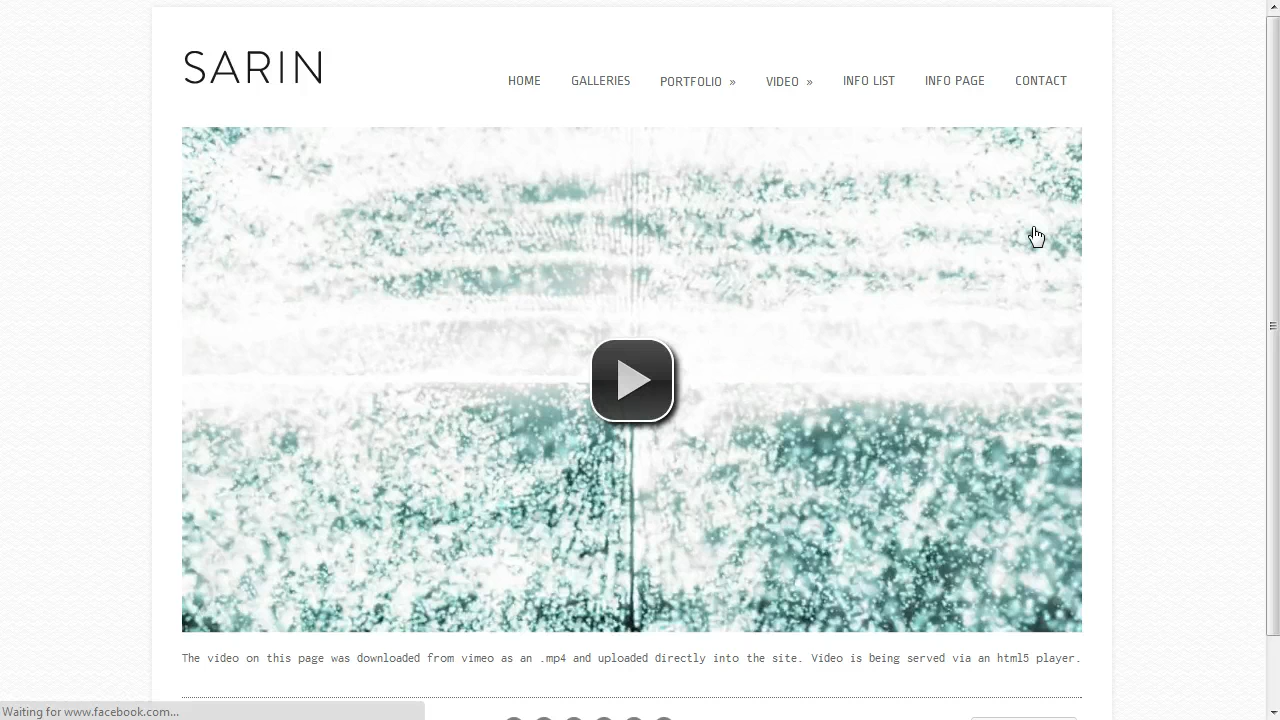 SARIN
HOME GALLERIES PORTFOLIO » VIDEO » INFO LIST INFO PAGE CONTACT
The video on this page was downloaded from vimeo as an .mp4 and uploaded directly into the site. Video is being served via an html5 player.
Waiting for www.facebook.com...